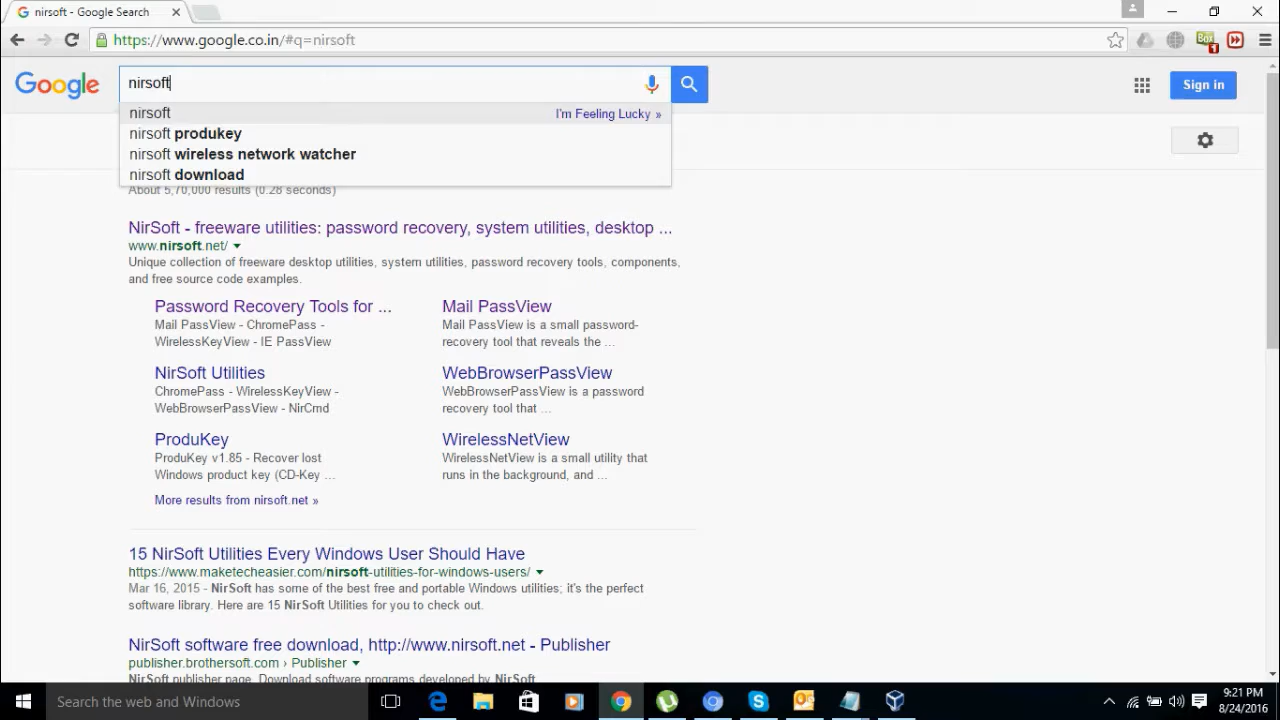 nirsoft - Google Search
https://www.google.co.in/#q=nirsoft
Google
nirsoft
Sign in
nirsoft I'm Feeling Lucky »
nirsoft produkey
nirsoft wireless network watcher
nirsoft download
About 5,70,000 results (0.28 seconds)
NirSoft - freeware utilities: password recovery, system utilities, desktop ...
www.nirsoft.net/
Unique collection of freeware desktop utilities, system utilities, password recovery tools, components,
and free source code examples.
Password Recovery Tools for ...
Mail PassView - ChromePass -
WirelessKeyView - IE PassView
Mail PassView
Mail PassView is a small password-
recovery tool that reveals the ...
NirSoft Utilities
ChromePass - WirelessKeyView -
WebBrowserPassView - NirCmd
WebBrowserPassView
WebBrowserPassView is a password
recovery tool that ...
ProduKey
ProduKey v1.85 - Recover lost
Windows product key (CD-Key ...
WirelessNetView
WirelessNetView is a small utility that
runs in the background, and ...
More results from nirsoft.net »
15 NirSoft Utilities Every Windows User Should Have
https://www.maketecheasier.com/nirsoft-utilities-for-windows-users/
Mar 16, 2015 - NirSoft has some of the best free and portable Windows utilities; it's the perfect
software library. Here are 15 NirSoft Utilities for you to check out.
NirSoft software free download, http://www.nirsoft.net - Publisher
publisher.brothersoft.com › Publisher
NirSoft publisher page. Download software programs developed by NirSoft
Search the web and Windows
9:21 PM
8/24/2016